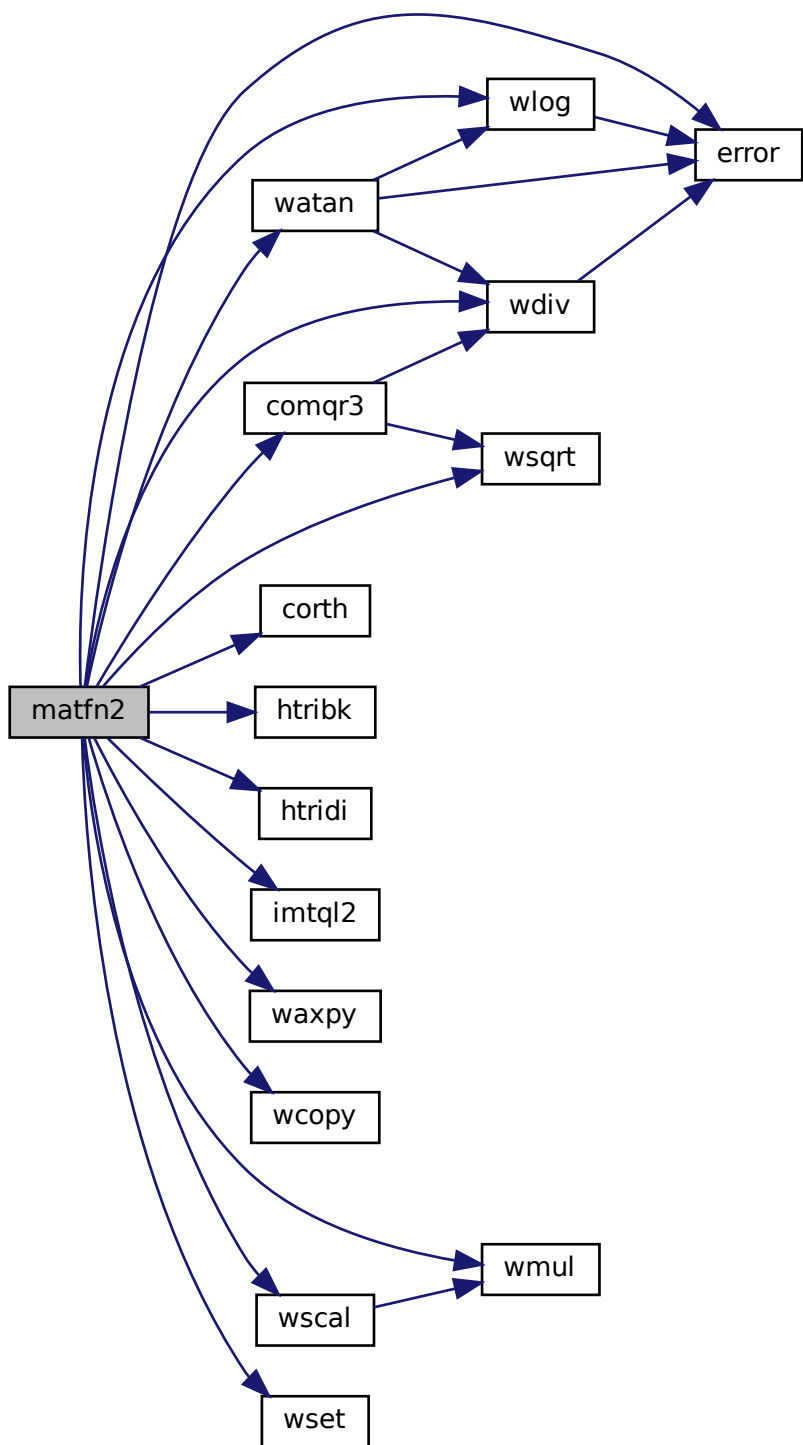 wlog
error
watan
wdiv
comqr3
wsqrt
corth
matfn2
htribk
htridi
imtql2
waxpy
wcopy
wmul
wscal
wset